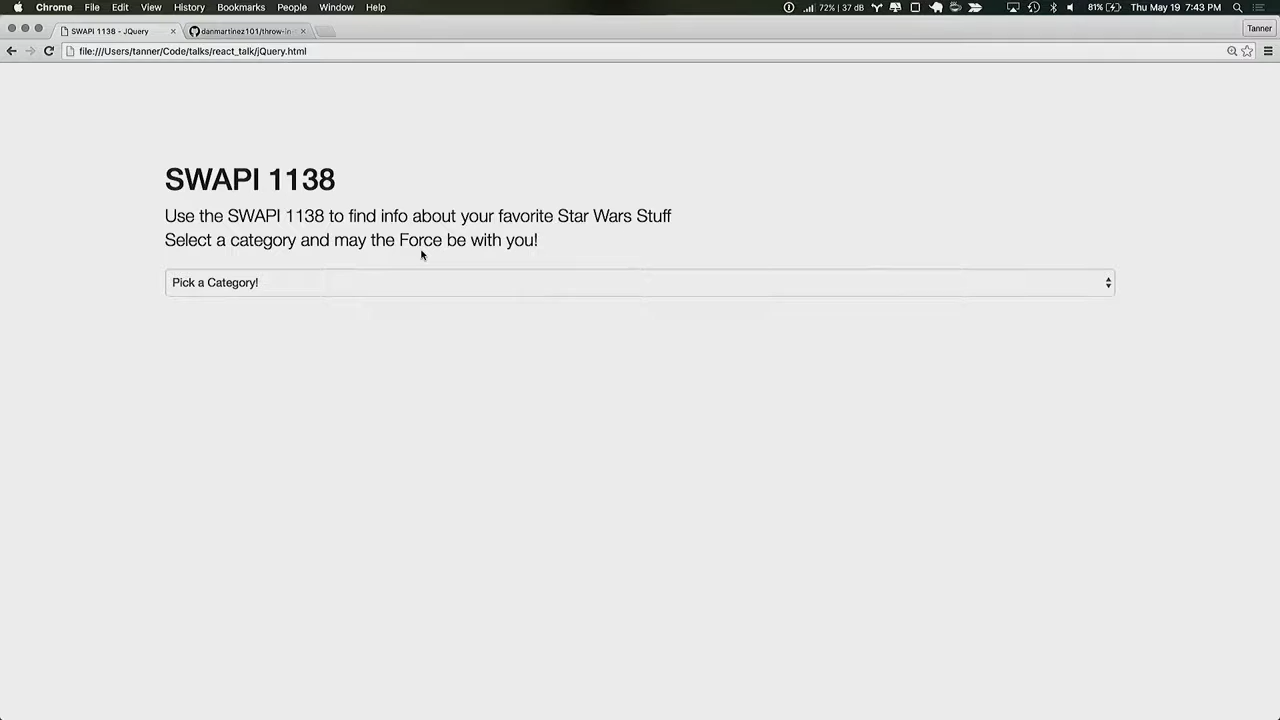 Chrome File Edit View History Bookmarks People Window Help 72% | 37 dB 81% Thu May 19 7:43 PM
SWAPI 1138 - JQuery danmartinez101/throw-in- Tanner
file:///Users/tanner/Code/talks/react_talk/jQuery.html
SWAPI 1138
Use the SWAPI 1138 to find info about your favorite Star Wars Stuff
Select a category and may the Force be with you!
Pick a Category!